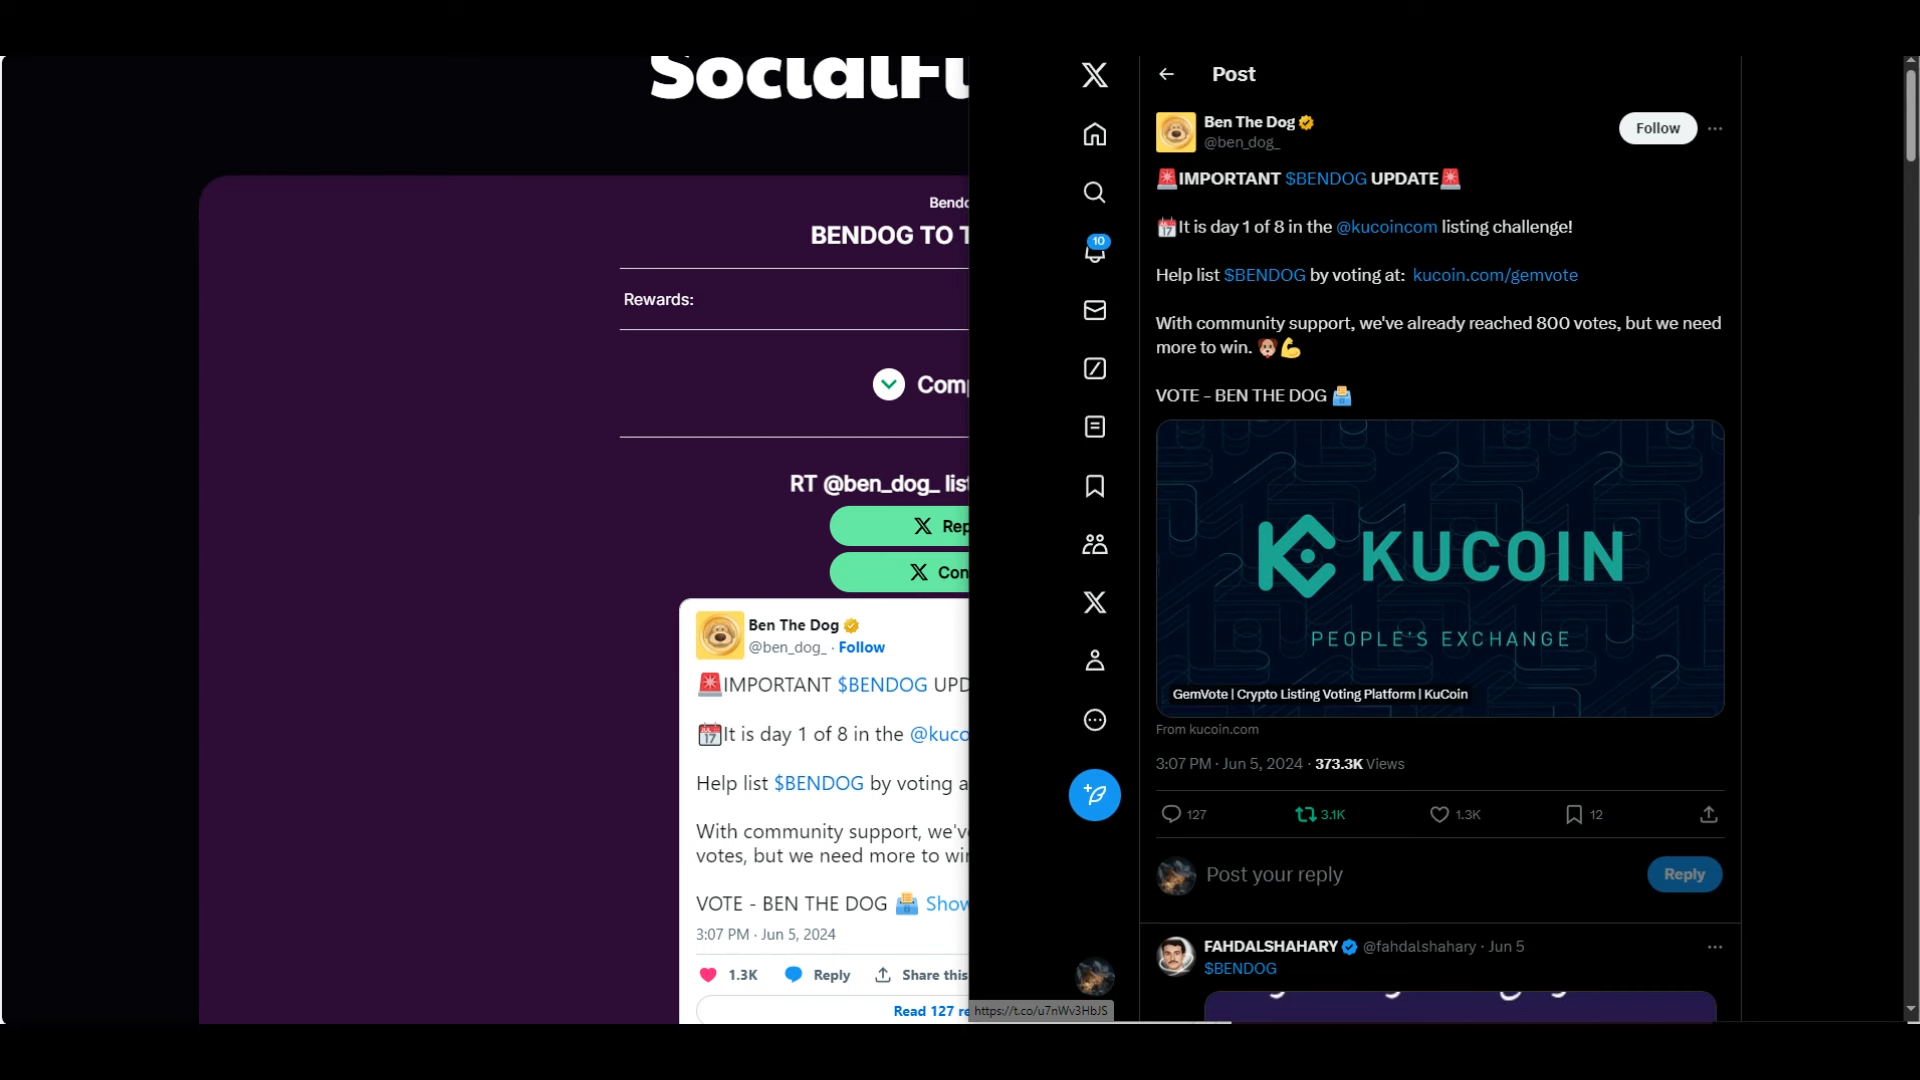 SocialFi
Bendo
BENDOG TO T
Rewards:
Comp
RT @ben_dog_ list
Rep
Con
Ben The Dog
@ben_dog_ · Follow
🚨IMPORTANT $BENDOG UPD
📅It is day 1 of 8 in the @kuco
Help list $BENDOG by voting a
With community support, we've
votes, but we need more to win
VOTE - BEN THE DOG 🗳️ Show
3:07 PM · Jun 5, 2024
1.3K Reply Share this
Read 127 re
https://t.co/u7nWv3HbJS
10
Post
Ben The Dog
@ben_dog_
Follow
🚨IMPORTANT $BENDOG UPDATE🚨
📅It is day 1 of 8 in the @kucoincom listing challenge!
Help list $BENDOG by voting at: kucoin.com/gemvote
With community support, we've already reached 800 votes, but we need
more to win. 🐶💪
VOTE - BEN THE DOG 🗳️
KUCOIN
PEOPLE'S EXCHANGE
GemVote | Crypto Listing Voting Platform | KuCoin
From kucoin.com
3:07 PM · Jun 5, 2024 · 373.3K Views
127 3.1K 1.3K 12
Post your reply
Reply
FAHDALSHAHARY @fahdalshahary · Jun 5
$BENDOG